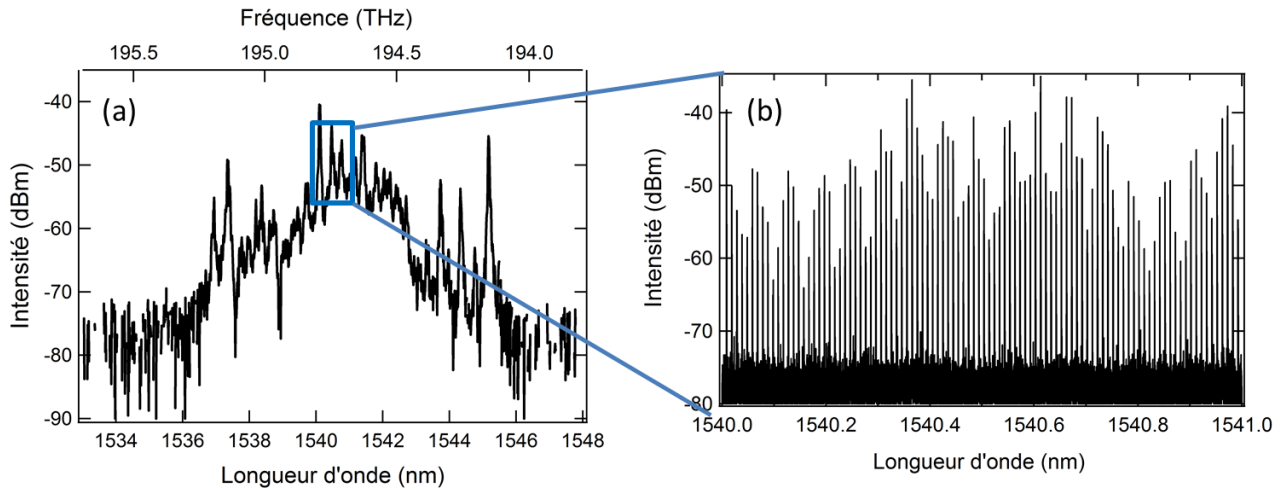 Fréquence (THz)
195.5 195.0 194.5 194.0
(a)
Intensité (dBm)
-40
-50
-60
-70
-80
-90
1534 1536 1538 1540 1542 1544 1546 1548
Longueur d'onde (nm)
(b)
Intensité (dBm)
-40
-50
-60
-70
-80
1540.0 1540.2 1540.4 1540.6 1540.8 1541.0
Longueur d'onde (nm)